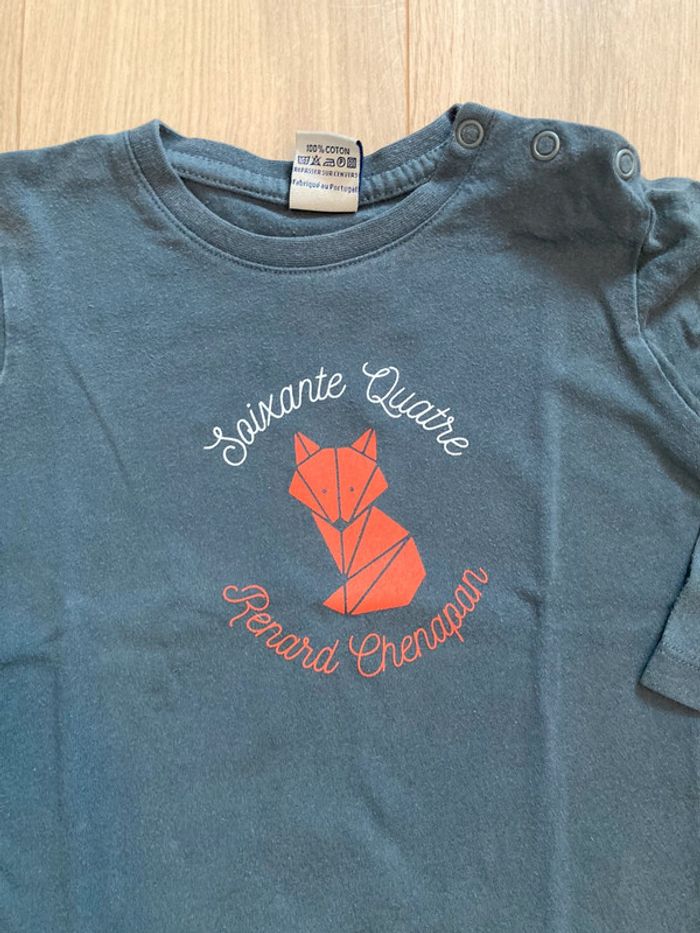 100% COTON
REPASSER SUR L'ENVERS
Fabriqué au Portugal
Soixante Quatre
Renard Chenapan